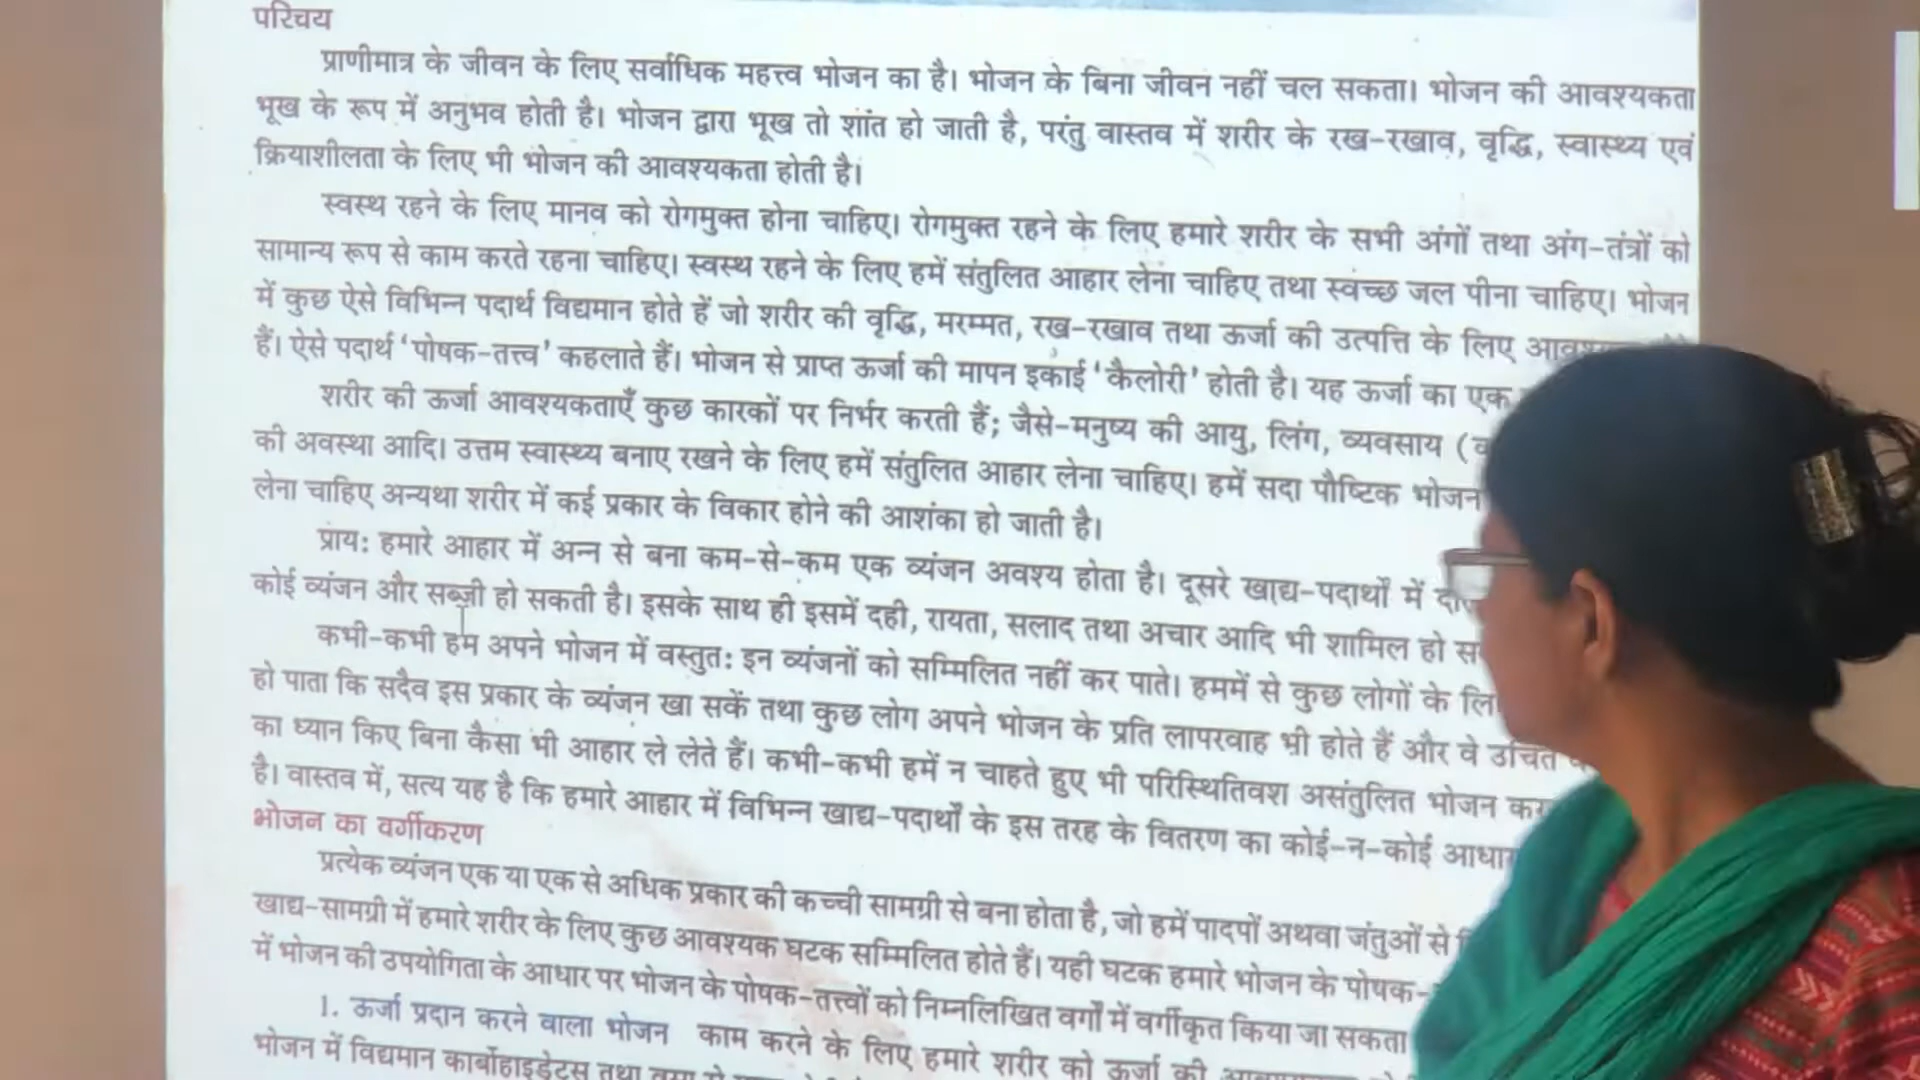 परिचय
प्राणीमात्र के जीवन के लिए सर्वाधिक महत्त्व भोजन का है। भोजन के बिना जीवन नहीं चल सकता। भोजन की आवश्यकता
भूख के रूप में अनुभव होती है। भोजन द्वारा भूख तो शांत हो जाती है, परंतु वास्तव में शरीर के रख-रखाव, वृद्धि, स्वास्थ्य एवं
क्रियाशीलता के लिए भी भोजन की आवश्यकता होती है।
स्वस्थ रहने के लिए मानव को रोगमुक्त होना चाहिए। रोगमुक्त रहने के लिए हमारे शरीर के सभी अंगों तथा अंग-तंत्रों को
सामान्य रूप से काम करते रहना चाहिए। स्वस्थ रहने के लिए हमें संतुलित आहार लेना चाहिए तथा स्वच्छ जल पीना चाहिए। भोजन
में कुछ ऐसे विभिन्न पदार्थ विद्यमान होते हैं जो शरीर की वृद्धि, मरम्मत, रख-रखाव तथा ऊर्जा की उत्पत्ति के लिए
हैं। ऐसे पदार्थ 'पोषक-तत्त्व' कहलाते हैं। भोजन से प्राप्त ऊर्जा की मापन इकाई 'कैलोरी' होती है। यह ऊर्जा का एक
शरीर की ऊर्जा आवश्यकताएँ कुछ कारकों पर निर्भर करती हैं; जैसे-मनुष्य की आयु, लिंग, व्यवसाय
की अवस्था आदि। उत्तम स्वास्थ्य बनाए रखने के लिए हमें संतुलित आहार लेना चाहिए। हमें सदा पौष्टिक भोजन
लेना चाहिए अन्यथा शरीर में कई प्रकार के विकार होने की आशंका हो जाती है।
प्राय: हमारे आहार में अन्न से बना कम-से-कम एक व्यंजन अवश्य होता है। दूसरे खाद्य-पदार्थों में
कोई व्यंजन और सब्ज़ी हो सकती है। इसके साथ ही इसमें दही, रायता, सलाद तथा अचार आदि भी शामिल हो
कभी-कभी हम अपने भोजन में वस्तुत: इन व्यंजनों को सम्मिलित नहीं कर पाते। हममें से कुछ लोगों के
हो पाता कि सदैव इस प्रकार के व्यंजन खा सकें तथा कुछ लोग अपने भोजन के प्रति लापरवाह भी होते हैं और वे उचित
का ध्यान किए बिना कैसा भी आहार ले लेते हैं। कभी-कभी हमें न चाहते हुए भी परिस्थितिवश असंतुलित भोजन
है। वास्तव में, सत्य यह है कि हमारे आहार में विभिन्न खाद्य-पदार्थों के इस तरह के वितरण का कोई-न-कोई
भोजन का वर्गीकरण
प्रत्येक व्यंजन एक या एक से अधिक प्रकार की कच्ची सामग्री से बना होता है, जो हमें पादपों अथवा जंतुओं से
खाद्य-सामग्री में हमारे शरीर के लिए कुछ आवश्यक घटक सम्मिलित होते हैं। यही घटक हमारे भोजन के पोषक-
में भोजन की उपयोगिता के आधार पर भोजन के पोषक-तत्त्वों को निम्नलिखित वर्गों में वर्गीकृत किया जा सकता
1. ऊर्जा प्रदान करने वाला भोजन काम करने के लिए हमारे शरीर को ऊर्जा की
भोजन में विद्यमान कार्बोहाइड्रेट्स तथा